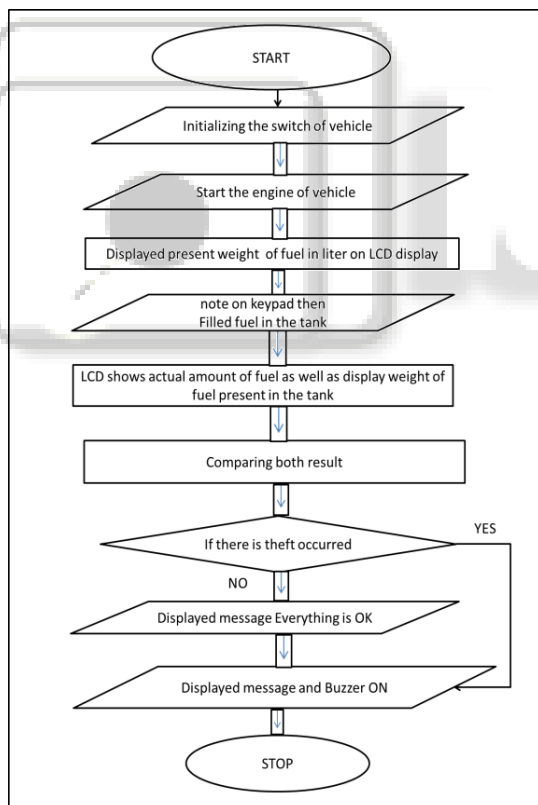 START
Initializing the switch of vehicle
Start the engine of vehicle
Displayed present weight of fuel in liter on LCD display
note on keypad then
Filled fuel in the tank
LCD shows actual amount of fuel as well as display weight of
fuel present in the tank
Comparing both result
YES
If there is theft occurred
NO
Displayed message Everything is OK
Displayed message and Buzzer ON
STOP